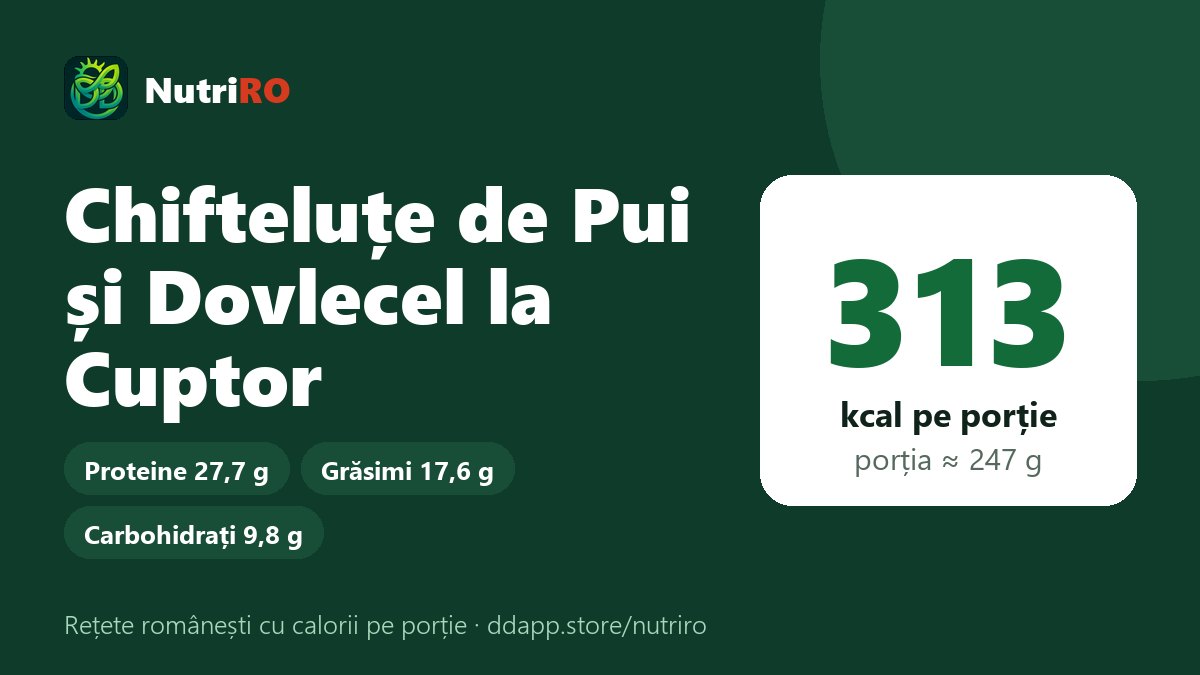 NutriRO
Chifteluțe de Pui
și Dovlecel la
Cuptor
313
kcal pe porție
porția ≈ 247 g
Proteine 27,7 g
Grăsimi 17,6 g
Carbohidrați 9,8 g
Rețete românești cu calorii pe porție · ddapp.store/nutriro